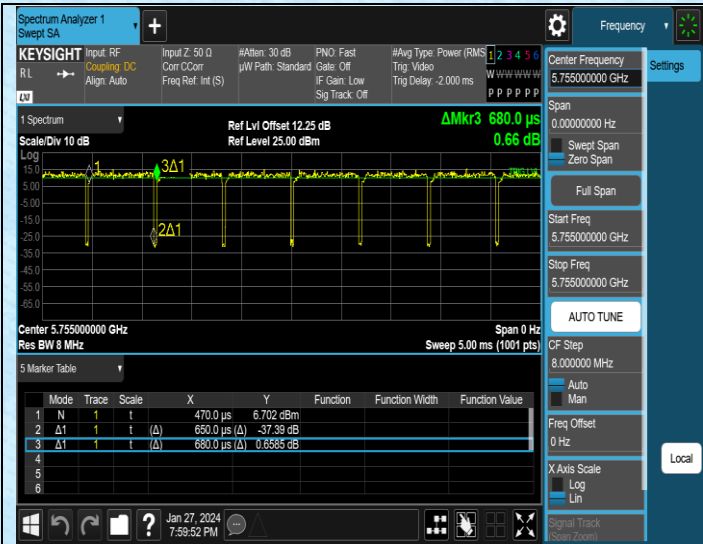 Spectrum Analyzer 1
Swept SA
+
Frequency
KEYSIGHT
RL
LXI
Input: RF
Coupling: DC
Align: Auto
Input Z: 50 Ω
Corr CCorr
Freq Ref: Int (S)
#Atten: 30 dB
µW Path: Standard
PNO: Fast
Gate: Off
IF Gain: Low
Sig Track: Off
#Avg Type: Power (RMS
Trig: Video
Trig Delay: -2.000 ms
1 2 3 4 5 6
W W W W W W
P P P P P P
1 Spectrum
Scale/Div 10 dB
Ref Lvl Offset 12.25 dB
Ref Level 25.00 dBm
ΔMkr3 680.0 µs
0.66 dB
Log
15.0
5.00
-5.00
-15.0
-25.0
-35.0
-45.0
-55.0
-65.0
1
3Δ1
2Δ1
Center 5.755000000 GHz
Span 0 Hz
Res BW 8 MHz
Sweep 5.00 ms (1001 pts)
5 Marker Table
Mode Trace Scale X Y Function Function Width Function Value
1 N 1 t 470.0 µs 6.702 dBm
2 Δ1 1 t (Δ) 650.0 µs (Δ) -37.39 dB
3 Δ1 1 t (Δ) 680.0 µs (Δ) 0.6585 dB
4
5
6
Jan 27, 2024
7:59:52 PM
Center Frequency
5.755000000 GHz
Span
0.00000000 Hz
Swept Span
Zero Span
Full Span
Start Freq
5.755000000 GHz
Stop Freq
5.755000000 GHz
AUTO TUNE
CF Step
8.000000 MHz
Auto
Man
Freq Offset
0 Hz
X Axis Scale
Log
Lin
Signal Track
(Span Zoom)
Settings
Local